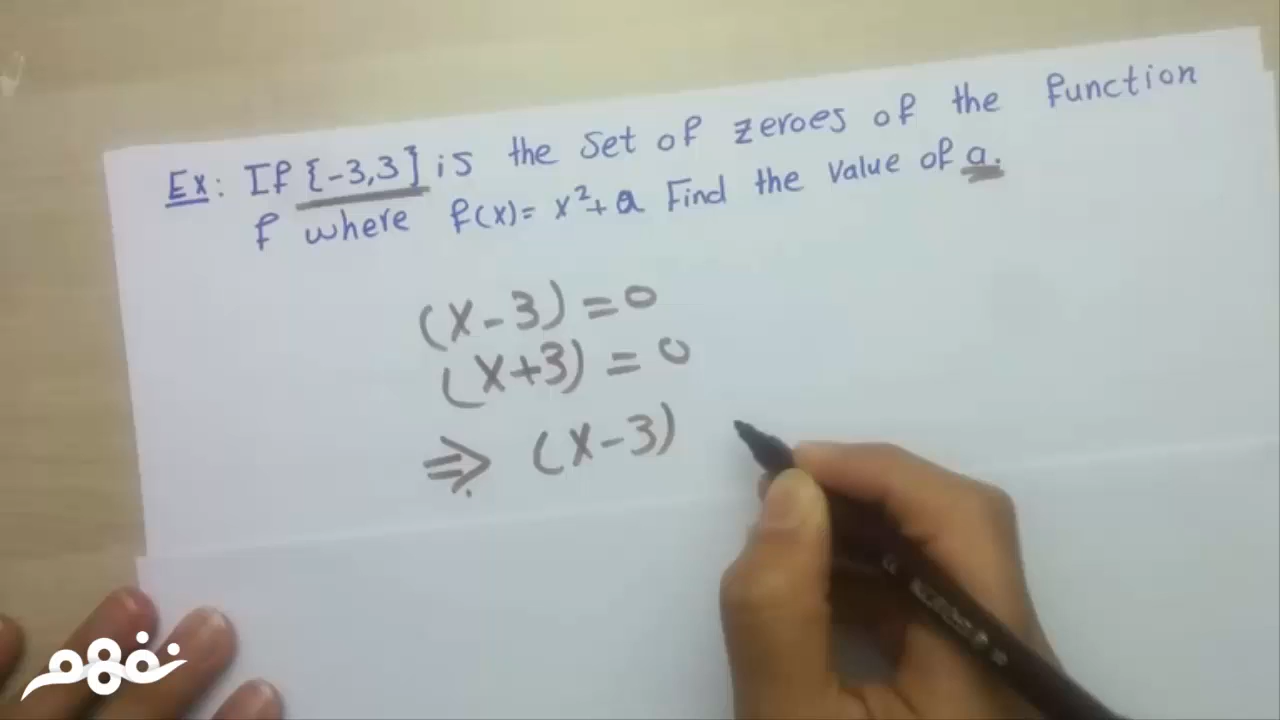 Ex: If {-3,3} is the set of zeroes of the function
f where f(x)= x²+a Find the value of a.
(x-3) = 0
(x+3) = 0
⇒ (x-3)
نفهم